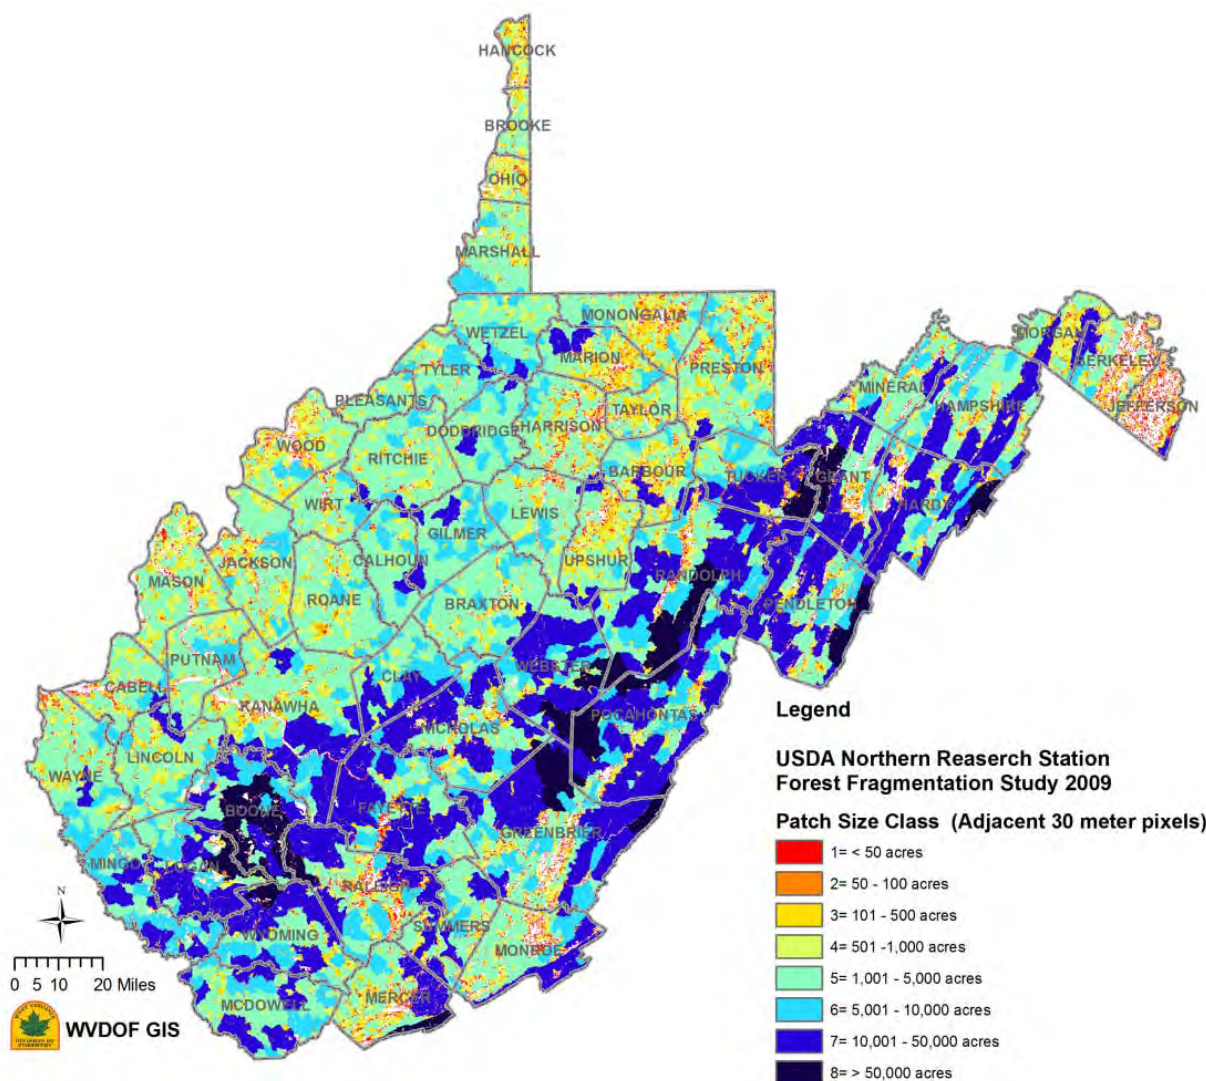 HANCOCK
BROOKE
OHIO
MARSHALL
WETZEL
MONONGALIA
MARION
PRESTON
TYLER
PLEASANTS
DODDRIDGE
HARRISON
TAYLOR
WOOD
RITCHIE
BARBOUR
TUCKER
GRANT
MINERAL
HAMPSHIRE
MORGAN
BERKELEY
JEFFERSON
HARDY
WIRT
GILMER
LEWIS
UPSHUR
RANDOLPH
PENDLETON
JACKSON
CALHOUN
MASON
ROANE
BRAXTON
PUTNAM
CLAY
WEBSTER
CABELL
KANAWHA
NICHOLAS
POCAHONTAS
WAYNE
LINCOLN
BOONE
FAYETTE
GREENBRIER
MINGO
LOGAN
RALEIGH
WYOMING
SUMMERS
MONROE
MCDOWELL
MERCER
Legend
USDA Northern Reaserch Station
Forest Fragmentation Study 2009
Patch Size Class (Adjacent 30 meter pixels)
1= < 50 acres
2= 50 - 100 acres
3= 101 - 500 acres
4= 501 -1,000 acres
5= 1,001 - 5,000 acres
6= 5,001 - 10,000 acres
7= 10,001 - 50,000 acres
8= > 50,000 acres
N
0 5 10 20 Miles
WEST VIRGINIA
DIVISION OF
FORESTRY
WVDOF GIS